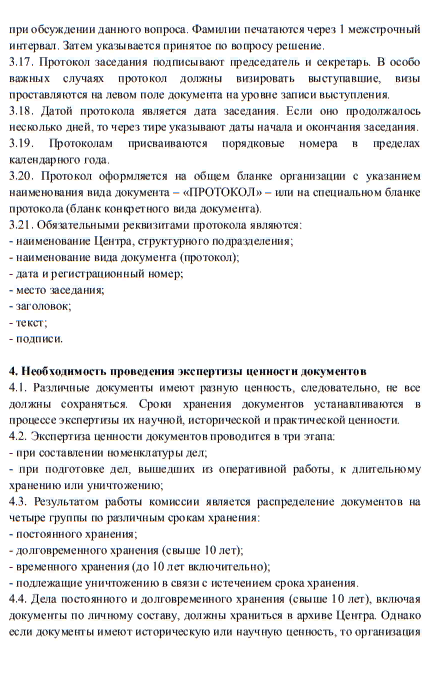 при обсуждении данного вопроса. Фамилии печатаются через 1 межстрочный
интервал. Затем указывается принятое по вопросу решение.
3.17. Протокол заседания подписывают председатель и секретарь. В особо
важных случаях протокол должны визировать выступавшие, визы
проставляются на левом поле документа на уровне записи выступления.
3.18. Датой протокола является дата заседания. Если оно продолжалось
несколько дней, то через тире указывают даты начала и окончания заседания.
3.19. Протоколам присваиваются порядковые номера в пределах
календарного года.
3.20. Протокол оформляется на общем бланке организации с указанием
наименования вида документа – «ПРОТОКОЛ» – или на специальном бланке
протокола (бланк конкретного вида документа).
3.21. Обязательными реквизитами протокола являются:
- наименование Центра, структурного подразделения;
- наименование вида документа (протокол);
- дата и регистрационный номер;
- место заседания;
- заголовок;
- текст;
- подписи.
4. Необходимость проведения экспертизы ценности документов
4.1. Различные документы имеют разную ценность, следовательно, не все
должны сохраняться. Сроки хранения документов устанавливаются в
процессе экспертизы их научной, исторической и практической ценности.
4.2. Экспертиза ценности документов проводится в три этапа:
- при составлении номенклатуры дел;
- при подготовке дел, вышедших из оперативной работы, к длительному
хранению или уничтожению;
4.3. Результатом работы комиссии является распределение документов на
четыре группы по различным срокам хранения:
- постоянного хранения;
- долговременного хранения (свыше 10 лет);
- временного хранения (до 10 лет включительно);
- подлежащие уничтожению в связи с истечением срока хранения.
4.4. Дела постоянного и долговременного хранения (свыше 10 лет), включая
документы по личному составу, должны храниться в архиве Центра. Однако
если документы имеют историческую или научную ценность, то организация